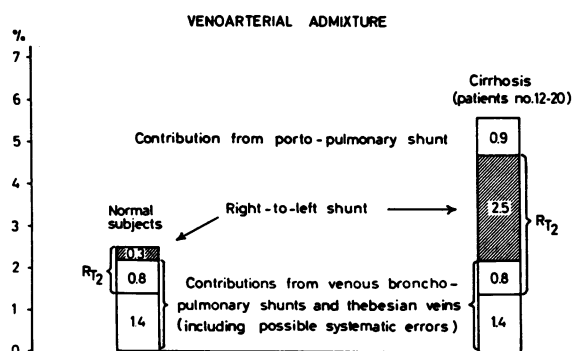 VENOARTERIAL ADMIXTURE
%
7
6
5
4
3
2
1
0
Cirrhosis
(patients no.12-20)
Contribution from porto-pulmonary shunt
0.9
Normal
subjects
Right-to-left shunt
2.5
RT2
0.3
RT2
0.8
Contributions from venous broncho-
pulmonary shunts and thebesian veins
(including possible systematic errors)
0.8
1.4
1.4